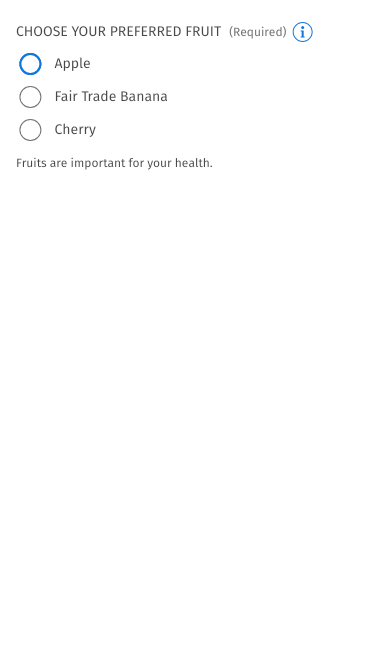 CHOOSE YOUR PREFERRED FRUIT (Required) i
Apple
Fair Trade Banana
Cherry
Fruits are important for your health.